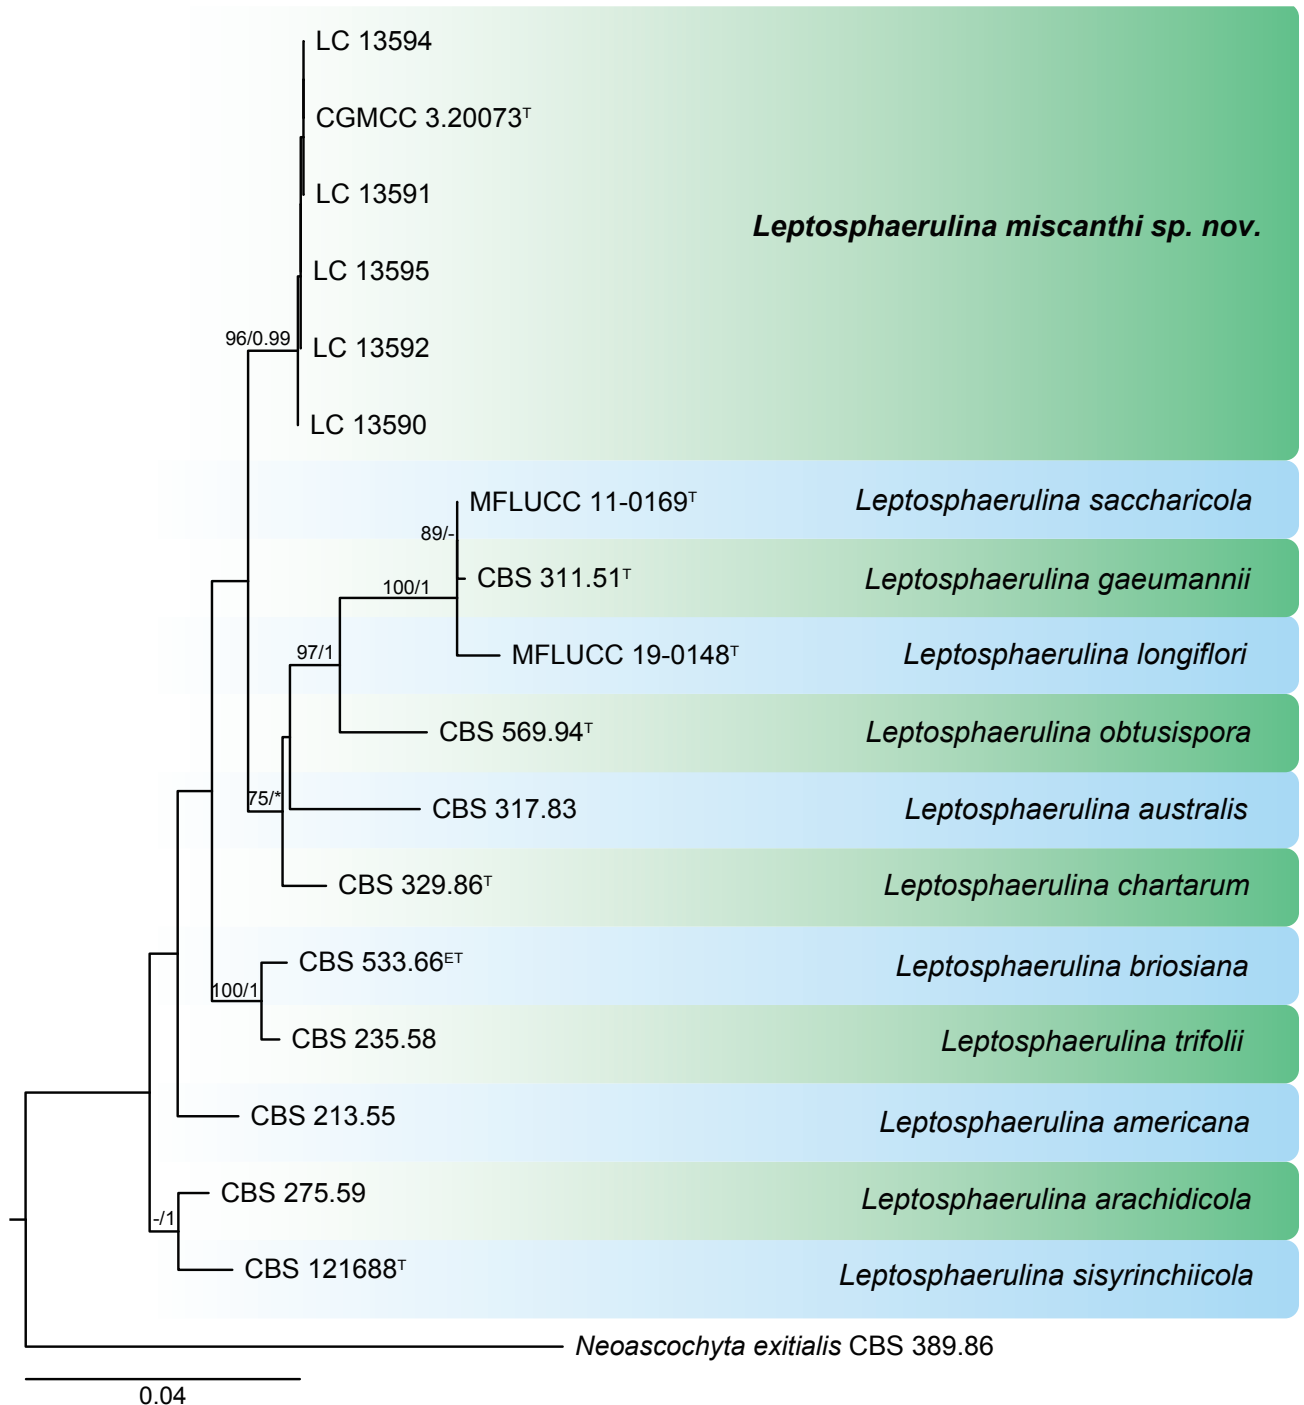 LC 13594
CGMCC 3.20073ᵀ
LC 13591
Leptosphaerulina miscanthi sp. nov.
LC 13595
96/0.99
LC 13592
LC 13590
MFLUCC 11-0169ᵀ Leptosphaerulina saccharicola
89/-
CBS 311.51ᵀ Leptosphaerulina gaeumannii
100/1
97/1
MFLUCC 19-0148ᵀ Leptosphaerulina longiflori
CBS 569.94ᵀ Leptosphaerulina obtusispora
75/*
CBS 317.83 Leptosphaerulina australis
CBS 329.86ᵀ Leptosphaerulina chartarum
CBS 533.66ᴱᵀ Leptosphaerulina briosiana
100/1
CBS 235.58 Leptosphaerulina trifolii
CBS 213.55 Leptosphaerulina americana
CBS 275.59 Leptosphaerulina arachidicola
-/1
CBS 121688ᵀ Leptosphaerulina sisyrinchiicola
Neoascochyta exitialis CBS 389.86
0.04